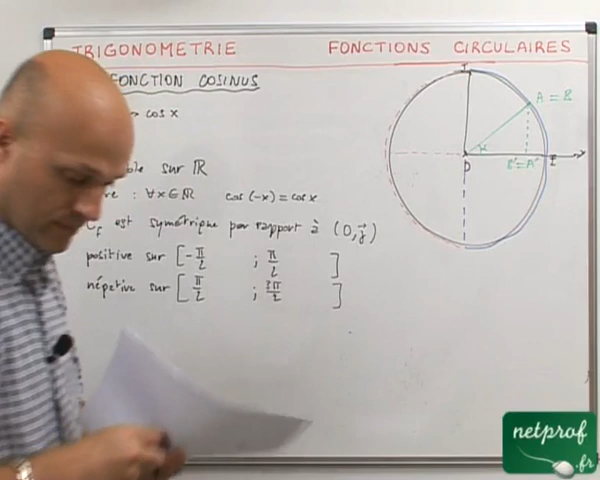 TRIGONOMETRIE FONCTIONS CIRCULAIRES
FONCTION COSINUS
cos x
sur ℝ
: ∀x∈ℝ cos(-x) = cos x
C_f est symétrique par rapport à (O,j⃗)
positive sur [-π/2 ; π/2 ]
négative sur [π/2 ; 3π/2 ]
J
A = B
x
O
B'=A'
I
netprof
.fr